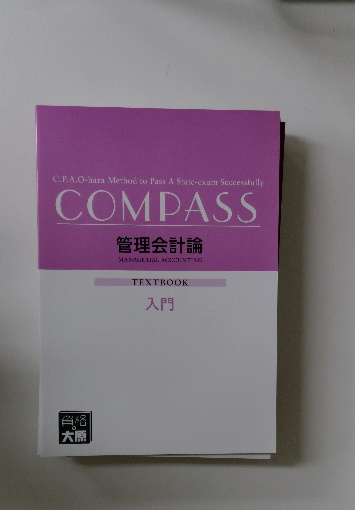 C.P.A.O-hara Method to Pass A State-exam Successfully
COMPASS
管理会計論
MANAGERIAL ACCOUNTING
TEXTBOOK
入門
資格の
大原